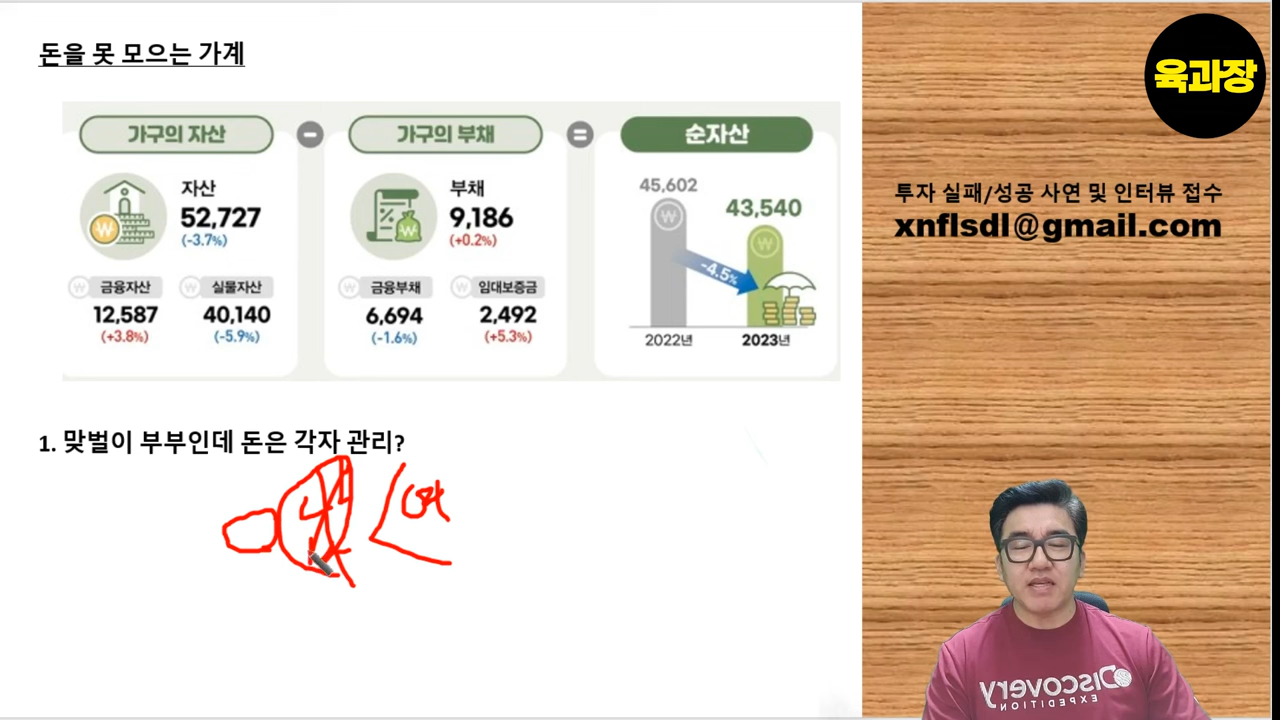 돈을 못 모으는 가계
가구의 자산 - 가구의 부채 = 순자산
자산
52,727
(-3.7%)
금융자산
12,587
(+3.8%)
실물자산
40,140
(-5.9%)
부채
9,186
(+0.2%)
금융부채
6,694
(-1.6%)
임대보증금
2,492
(+5.3%)
45,602
43,540
-4.5%
2022년
2023년
1. 맞벌이 부부인데 돈은 각자 관리?
육과장
투자 실패/성공 사연 및 인터뷰 접수
xnflsdl@gmail.com
Discovery
EXPEDITION